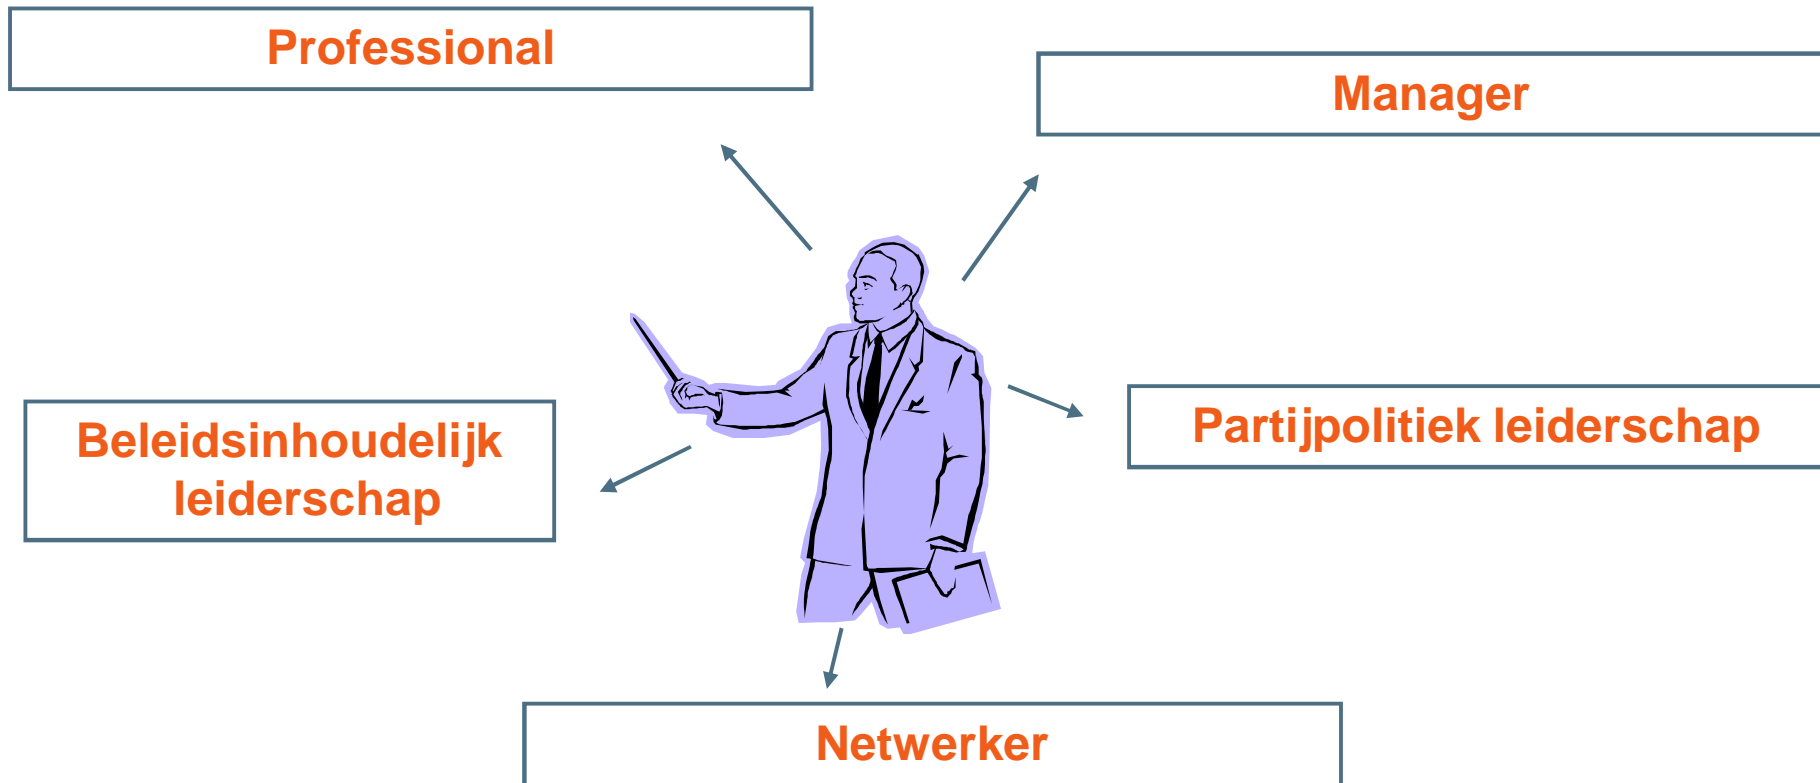 Professional
Manager
Beleidsinhoudelijk
leiderschap
Partijpolitiek leiderschap
Netwerker